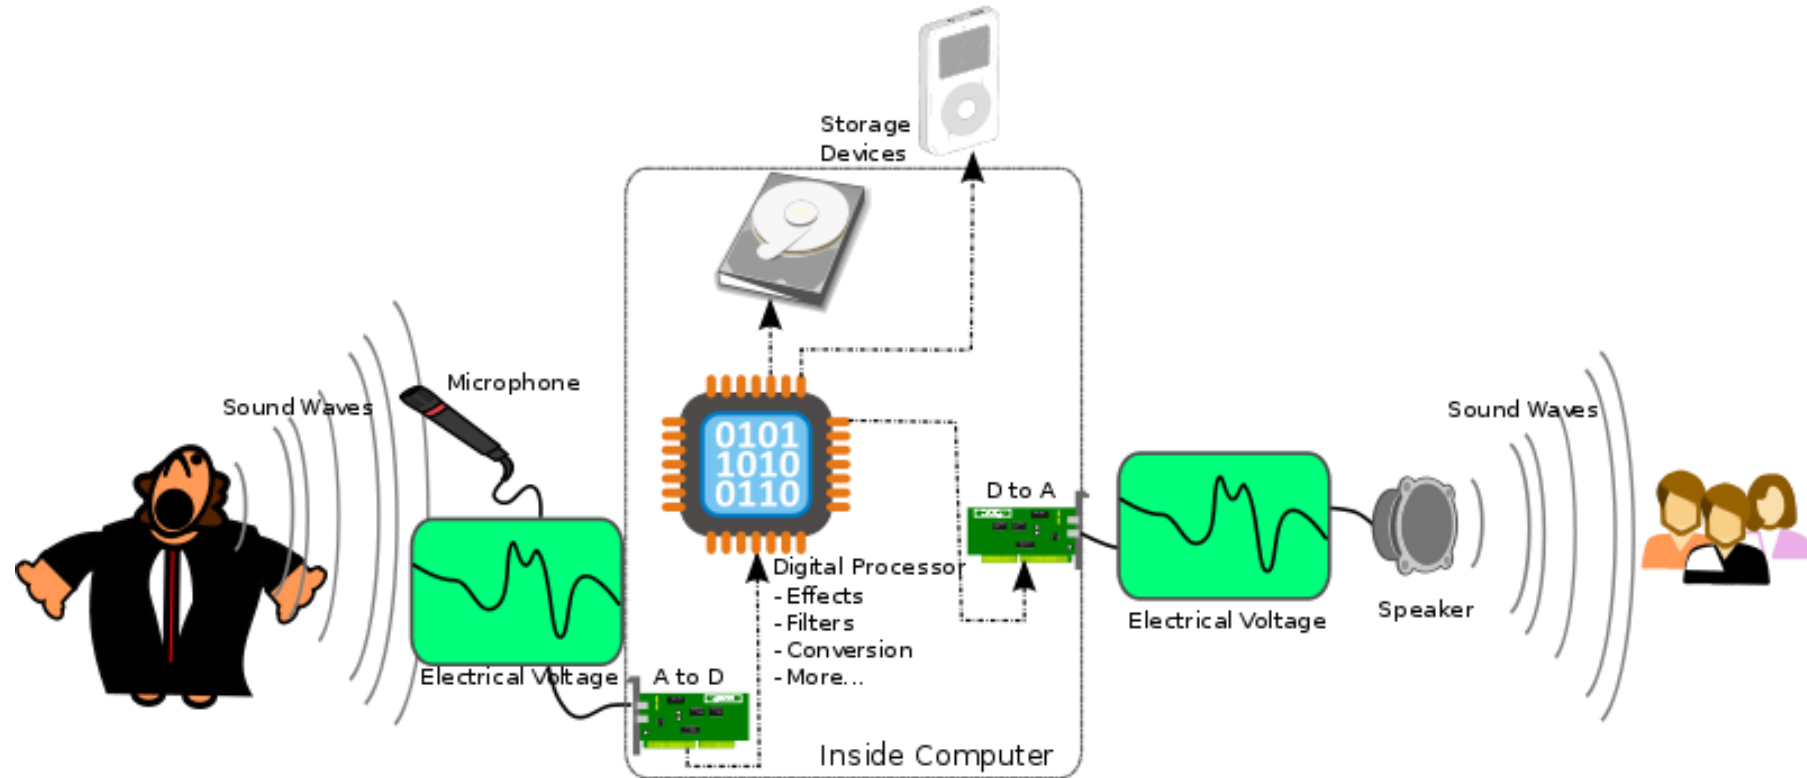 Storage
Devices
Microphone
Sound Waves
Sound Waves
0101
1010
0110
D to A
Digital Processor
- Effects
- Filters
- Conversion
- More...
Electrical Voltage
Speaker
Electrical Voltage
A to D
Inside Computer